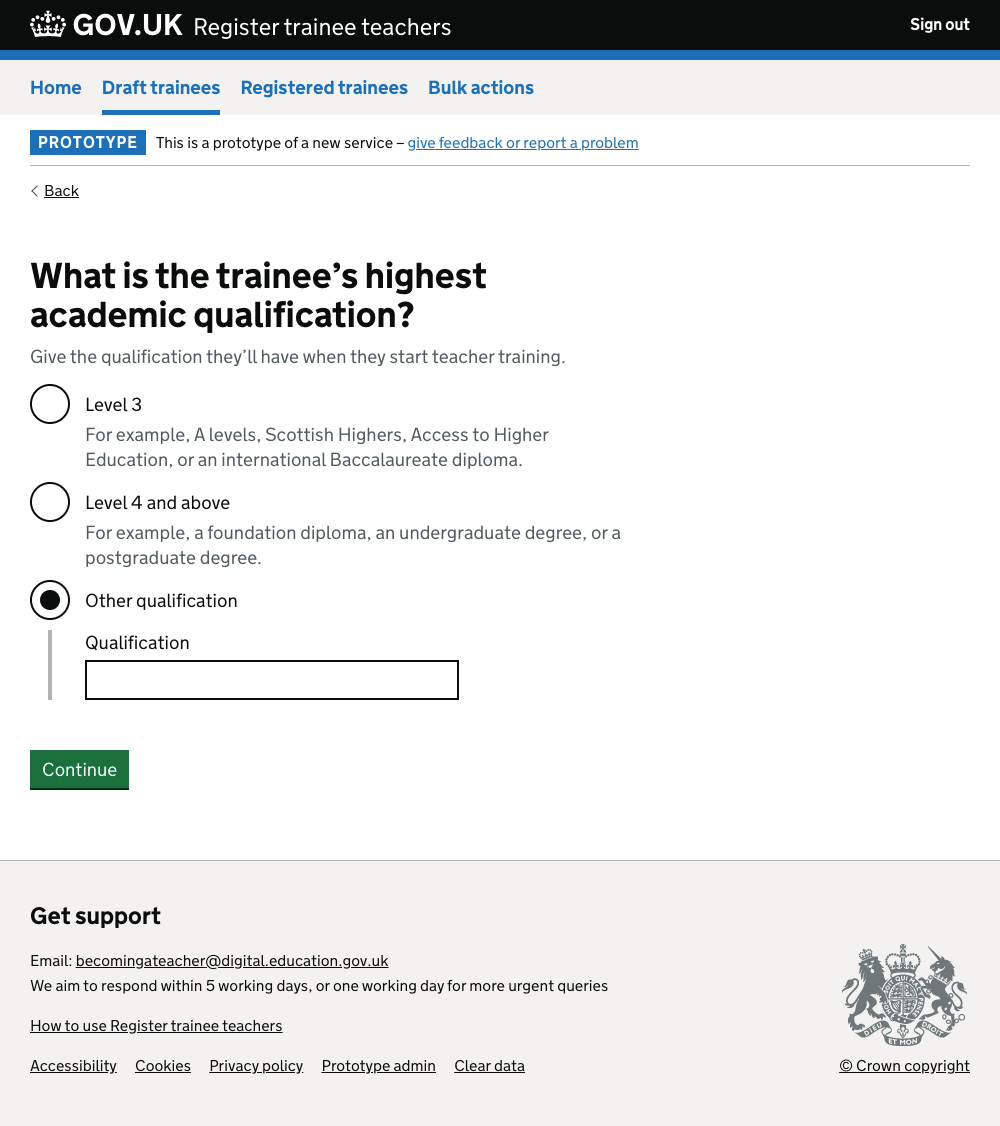 GOV.UK Register trainee teachers
Sign out
Home Draft trainees Registered trainees Bulk actions
PROTOTYPE This is a prototype of a new service – give feedback or report a problem
Back
What is the trainee’s highest
academic qualification?
Give the qualification they’ll have when they start teacher training.
Level 3
For example, A levels, Scottish Highers, Access to Higher
Education, or an international Baccalaureate diploma.
Level 4 and above
For example, a foundation diploma, an undergraduate degree, or a
postgraduate degree.
Other qualification
Qualification
Continue
Get support
Email: becomingateacher@digital.education.gov.uk
We aim to respond within 5 working days, or one working day for more urgent queries
How to use Register trainee teachers
DIEU ET MON DROIT
Accessibility Cookies Privacy policy Prototype admin Clear data
© Crown copyright